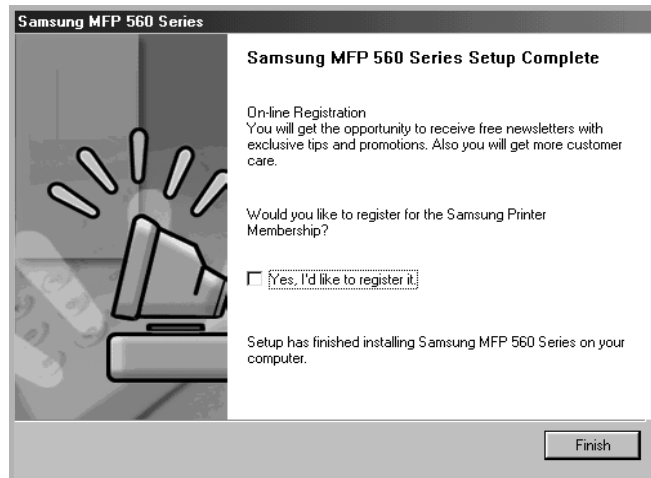 Samsung MFP 560 Series
Samsung MFP 560 Series Setup Complete
On-line Registration
You will get the opportunity to receive free newsletters with
exclusive tips and promotions. Also you will get more customer
care.
Would you like to register for the Samsung Printer
Membership?
Yes, I'd like to register it.
Setup has finished installing Samsung MFP 560 Series on your
computer.
Finish